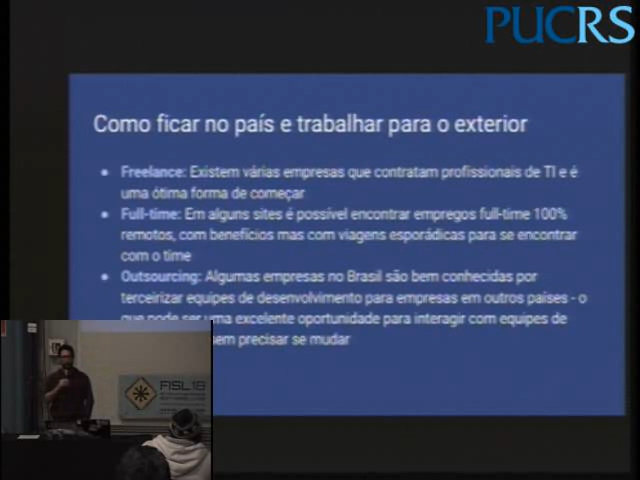 PUCRS
Como ficar no país e trabalhar para o exterior
Freelance: Existem várias empresas que contratam profissionais de TI e é
uma ótima forma de começar
Full-time: Em alguns sites é possível encontrar empregos full-time 100%
remotos, com benefícios mas com viagens esporádicas para se encontrar
com o time
Outsourcing: Algumas empresas no Brasil são bem conhecidas por
terceirizar equipes de desenvolvimento para empresas em outros países - o
que pode ser uma excelente oportunidade para interagir com equipes de
sem precisar se mudar
FISL18